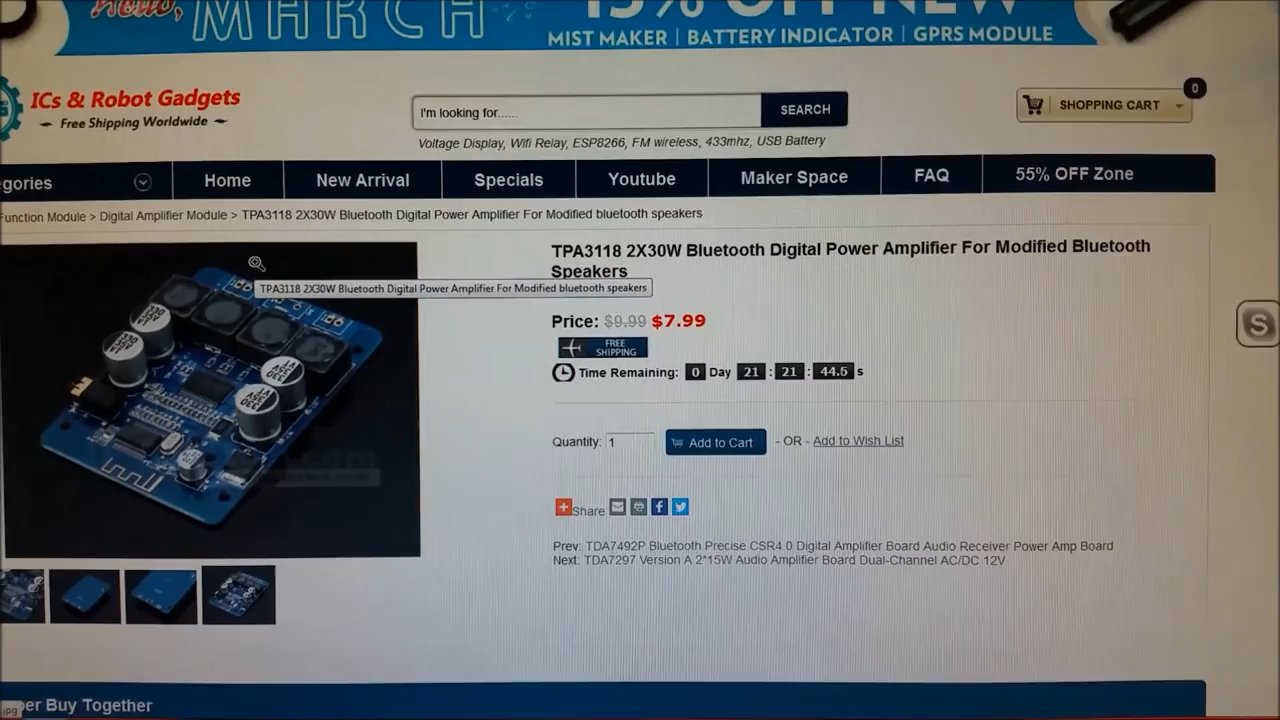 Hello,
MARCH
15% OFF NEW
MIST MAKER | BATTERY INDICATOR | GPRS MODULE
ICs & Robot Gadgets
Free Shipping Worldwide
I'm looking for......
SEARCH
0
SHOPPING CART
Voltage Display, Wifi Relay, ESP8266, FM wireless, 433mhz, USB Battery
egories
Home
New Arrival
Specials
Youtube
Maker Space
FAQ
55% OFF Zone
Function Module > Digital Amplifier Module > TPA3118 2X30W Bluetooth Digital Power Amplifier For Modified bluetooth speakers
TPA3118 2X30W Bluetooth Digital Power Amplifier For Modified Bluetooth
Speakers
TPA3118 2X30W Bluetooth Digital Power Amplifier For Modified bluetooth speakers
Price: $9.99 $7.99
FREE
SHIPPING
Time Remaining: 0 Day 21 : 21 : 44.5 s
Quantity: 1
Add to Cart
- OR - Add to Wish List
Share
S
Prev: TDA7492P Bluetooth Precise CSR4.0 Digital Amplifier Board Audio Receiver Power Amp Board
Next: TDA7297 Version A 2*15W Audio Amplifier Board Dual-Channel AC/DC 12V
per Buy Together